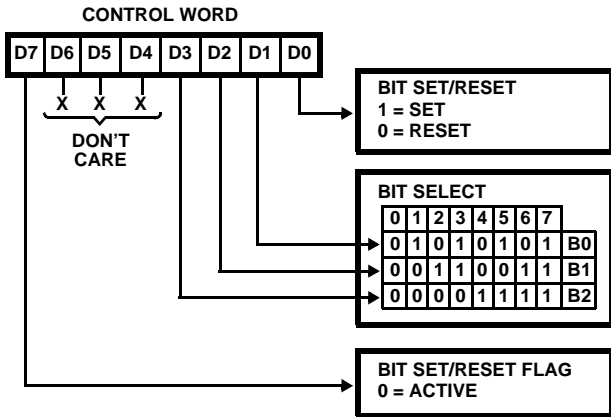 CONTROL WORD
D7 D6 D5 D4 D3 D2 D1 D0
X X X
DON'T
CARE
BIT SET/RESET
1 = SET
0 = RESET
BIT SELECT
0 1 2 3 4 5 6 7
0 1 0 1 0 1 0 1 B0
0 0 1 1 0 0 1 1 B1
0 0 0 0 1 1 1 1 B2
BIT SET/RESET FLAG
0 = ACTIVE